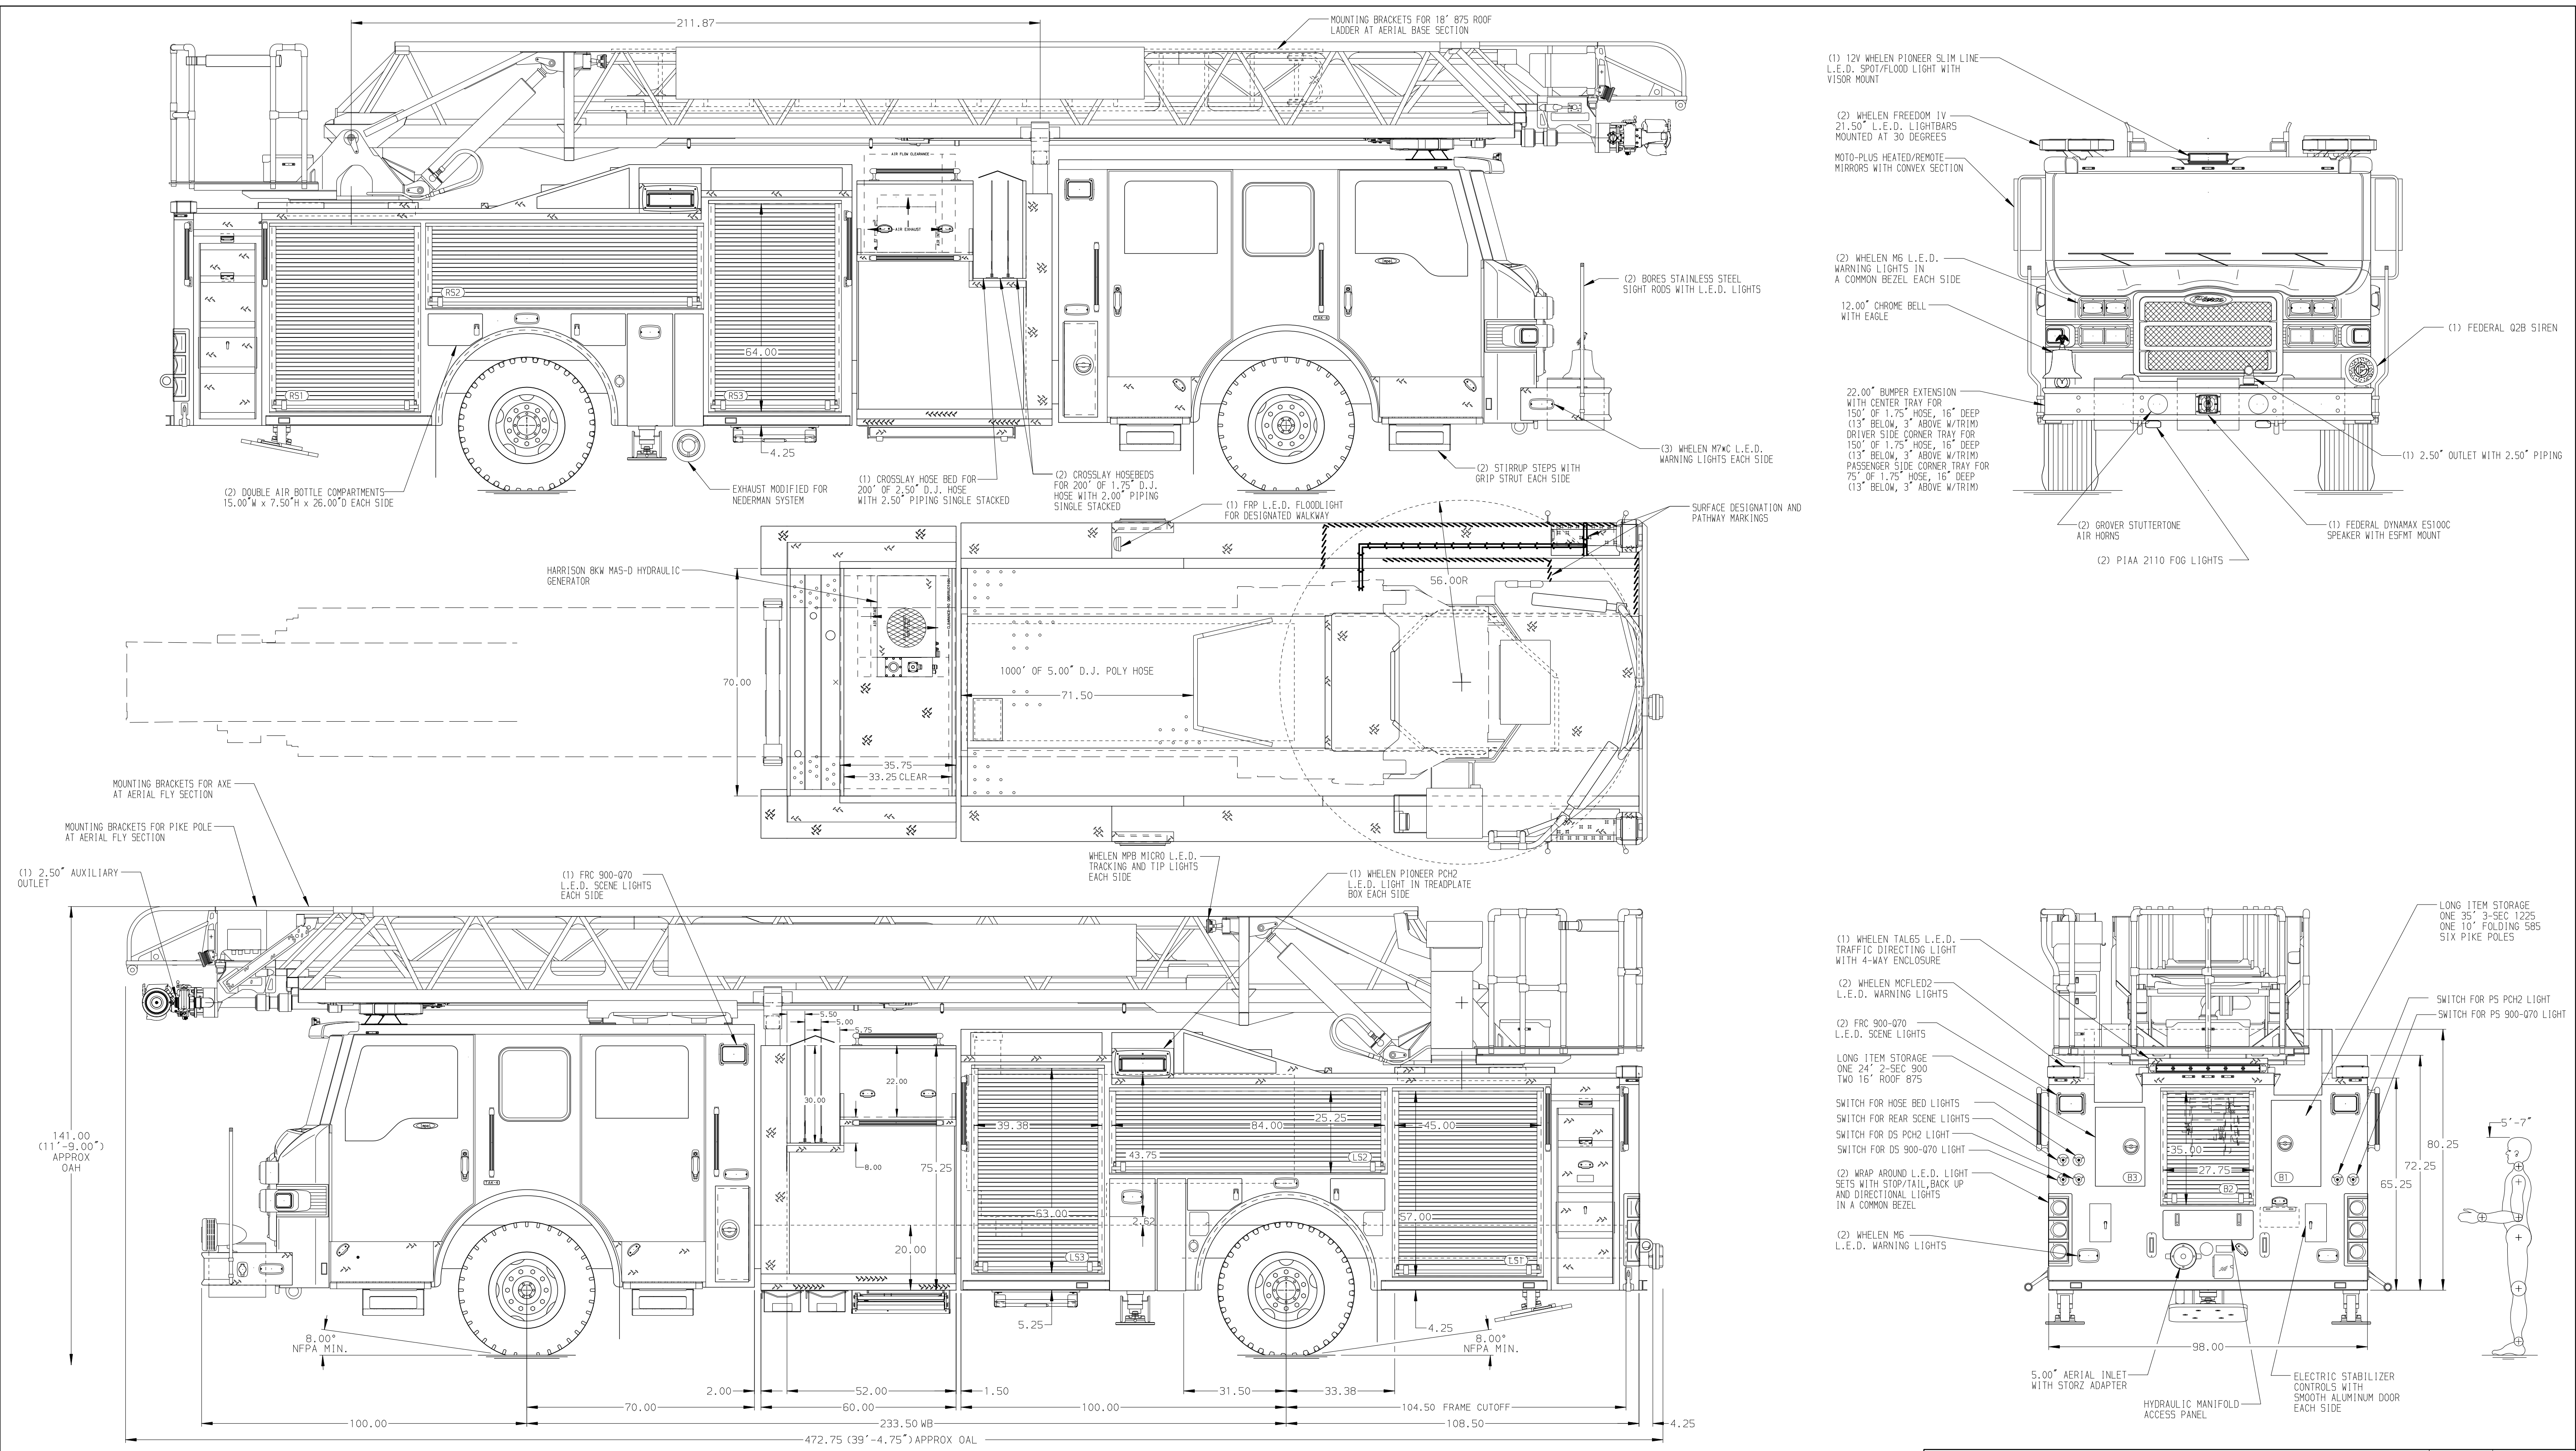 211.87
MOUNTING BRACKETS FOR 18' 875 ROOF
LADDER AT AERIAL BASE SECTION
AIR FLOW CLEARANCE
AIR EXHAUST
RS2
RS1
RS3
64.00
4.25
Impel
TAK-4
(2) BORES STAINLESS STEEL
SIGHT RODS WITH L.E.D. LIGHTS
(3) WHELEN M7*C L.E.D.
WARNING LIGHTS EACH SIDE
(2) STIRRUP STEPS WITH
GRIP STRUT EACH SIDE
(2) DOUBLE AIR BOTTLE COMPARTMENTS
15.00"W x 7.50"H x 26.00"D EACH SIDE
EXHAUST MODIFIED FOR
NEDERMAN SYSTEM
(1) CROSSLAY HOSE BED FOR
200' OF 2.50" D.J. HOSE
WITH 2.50" PIPING SINGLE STACKED
(2) CROSSLAY HOSEBEDS
FOR 200' OF 1.75" D.J.
HOSE WITH 2.00" PIPING
SINGLE STACKED
(1) 12V WHELEN PIONEER SLIM LINE
L.E.D. SPOT/FLOOD LIGHT WITH
VISOR MOUNT
(2) WHELEN FREEDOM IV
21.50" L.E.D. LIGHTBARS
MOUNTED AT 30 DEGREES
MOTO-PLUS HEATED/REMOTE
MIRRORS WITH CONVEX SECTION
(2) WHELEN M6 L.E.D.
WARNING LIGHTS IN
A COMMON BEZEL EACH SIDE
12.00" CHROME BELL
WITH EAGLE
22.00" BUMPER EXTENSION
WITH CENTER TRAY FOR
150' OF 1.75" HOSE, 16" DEEP
(13" BELOW, 3" ABOVE W/TRIM)
DRIVER SIDE CORNER TRAY FOR
150' OF 1.75" HOSE, 16" DEEP
(13" BELOW, 3" ABOVE W/TRIM)
PASSENGER SIDE CORNER TRAY FOR
75' OF 1.75" HOSE, 16" DEEP
(13" BELOW, 3" ABOVE W/TRIM)
Pierce
(1) FEDERAL Q2B SIREN
(1) 2.50" OUTLET WITH 2.50" PIPING
(2) GROVER STUTTERTONE
AIR HORNS
(1) FEDERAL DYNAMAX ES100C
SPEAKER WITH ESFMT MOUNT
(2) PIAA 2110 FOG LIGHTS
(1) FRP L.E.D. FLOODLIGHT
FOR DESIGNATED WALKWAY
SURFACE DESIGNATION AND
PATHWAY MARKINGS
HARRISON 8KW MAS-D HYDRAULIC
GENERATOR
56.00R
70.00
1000' OF 5.00" D.J. POLY HOSE
71.50
35.75
33.25 CLEAR
MOUNTING BRACKETS FOR AXE
AT AERIAL FLY SECTION
MOUNTING BRACKETS FOR PIKE POLE
AT AERIAL FLY SECTION
(1) 2.50" AUXILIARY
OUTLET
(1) FRC 900-Q70
L.E.D. SCENE LIGHTS
EACH SIDE
WHELEN MPB MICRO L.E.D.
TRACKING AND TIP LIGHTS
EACH SIDE
(1) WHELEN PIONEER PCH2
L.E.D. LIGHT IN TREADPLATE
BOX EACH SIDE
141.00
(11'-9.00")
APPROX
OAH
5.50
5.00
5.75
22.00
30.00
8.00
75.25
20.00
Impel
TAK-4
39.38
63.00
LS3
43.75
2.62
84.00
25.25
LS2
45.00
57.00
LS1
5.25
4.25
8.00°
NFPA MIN.
8.00°
NFPA MIN.
2.00
52.00
1.50
31.50
33.38
70.00
60.00
100.00
104.50 FRAME CUTOFF
100.00
233.50 WB
108.50
4.25
472.75 (39'-4.75") APPROX OAL
(1) WHELEN TAL65 L.E.D.
TRAFFIC DIRECTING LIGHT
WITH 4-WAY ENCLOSURE
(2) WHELEN MCFLED2
L.E.D. WARNING LIGHTS
(2) FRC 900-Q70
L.E.D. SCENE LIGHTS
LONG ITEM STORAGE
ONE 24' 2-SEC 900
TWO 16' ROOF 875
SWITCH FOR HOSE BED LIGHTS
SWITCH FOR REAR SCENE LIGHTS
SWITCH FOR DS PCH2 LIGHT
SWITCH FOR DS 900-Q70 LIGHT
(2) WRAP AROUND L.E.D. LIGHT
SETS WITH STOP/TAIL,BACK UP
AND DIRECTIONAL LIGHTS
IN A COMMON BEZEL
(2) WHELEN M6
L.E.D. WARNING LIGHTS
LONG ITEM STORAGE
ONE 35' 3-SEC 1225
ONE 10' FOLDING 585
SIX PIKE POLES
SWITCH FOR PS PCH2 LIGHT
SWITCH FOR PS 900-Q70 LIGHT
35.00
27.75
B3
B2
B1
5'-7"
80.25
72.25
65.25
98.00
5.00" AERIAL INLET
WITH STORZ ADAPTER
HYDRAULIC MANIFOLD
ACCESS PANEL
ELECTRIC STABILIZER
CONTROLS WITH
SMOOTH ALUMINUM DOOR
EACH SIDE